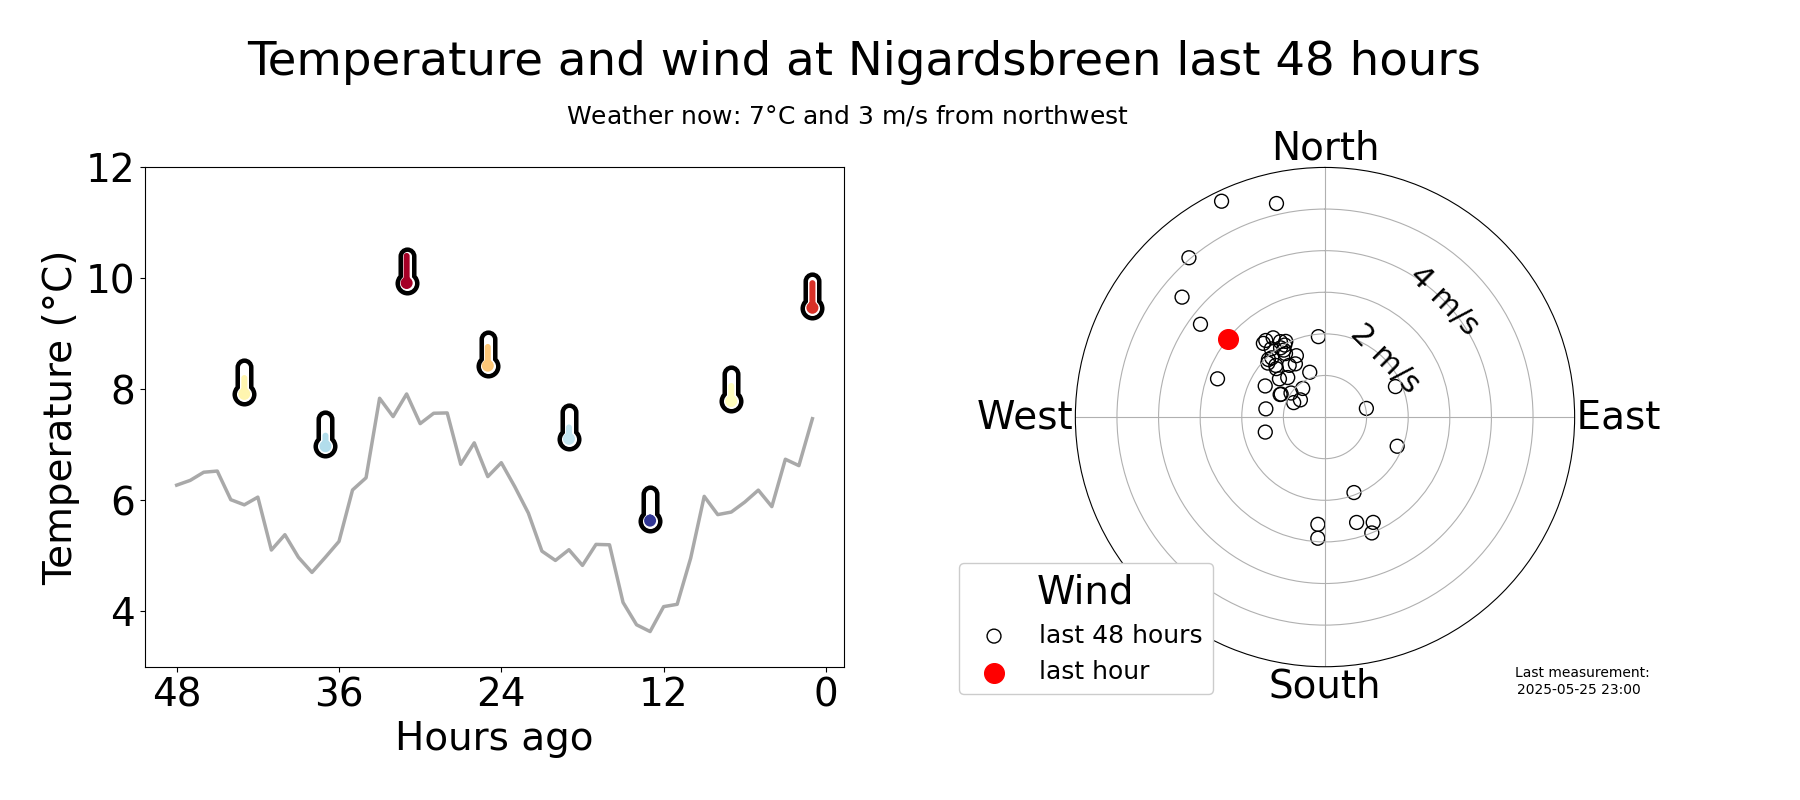 Temperature and wind at Nigardsbreen last 48 hours
Weather now: 7°C and 3 m/s from northwest
Temperature (°C)
12
10
8
6
4
48 36 24 12 0
Hours ago
North
West
East
South
4 m/s
2 m/s
Wind
last 48 hours
last hour
Last measurement:
2025-05-25 23:00